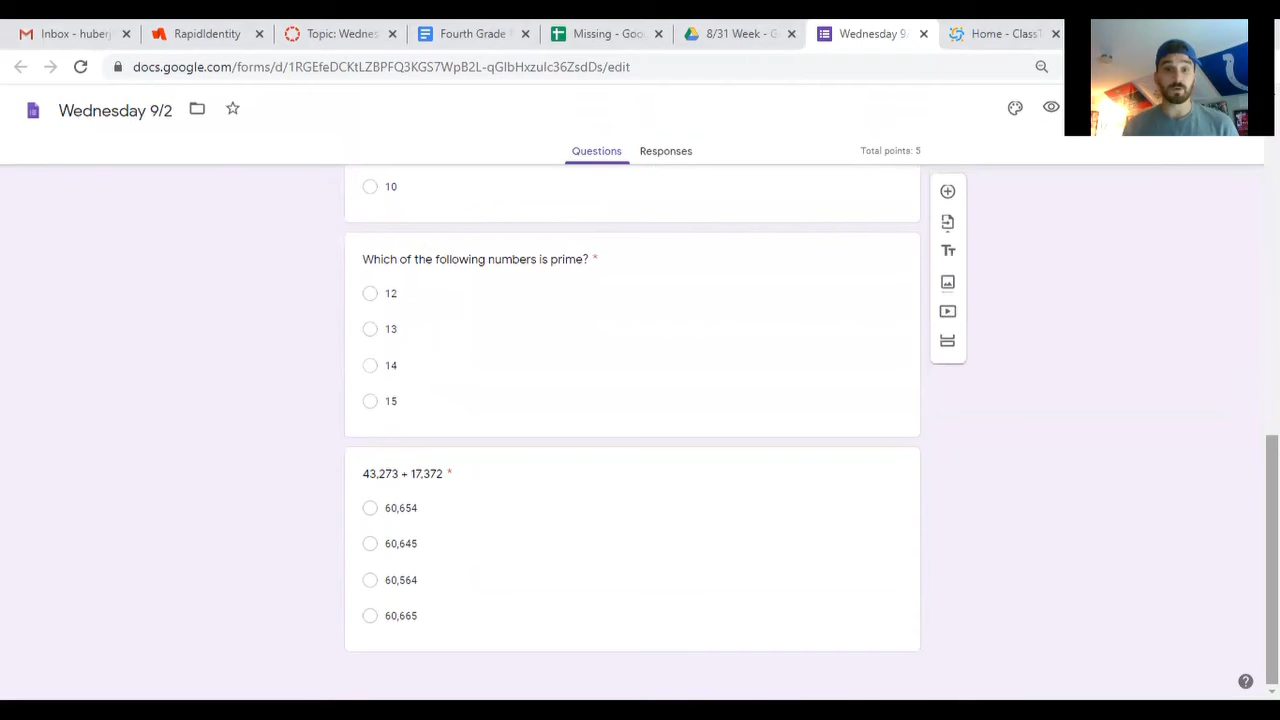 Inbox - huber
RapidIdentity
Topic: Wednes
Fourth Grade
Missing - Goo
8/31 Week - G
Wednesday 9/
Home - ClassT
docs.google.com/forms/d/1RGEfeDCKtLZBPFQ3KGS7WpB2L-qGIbHxzulc36ZsdDs/edit
Wednesday 9/2
Questions
Responses
Total points: 5
10
Which of the following numbers is prime? *
12
13
14
15
43,273 + 17,372 *
60,654
60,645
60,564
60,665